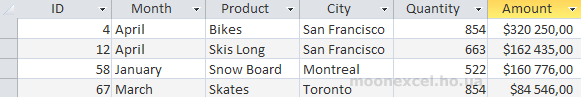 ID Month Product City Quantity Amount
4 April Bikes San Francisco 854 $320 250,00
12 April Skis Long San Francisco 663 $162 435,00
58 January Snow Board Montreal 522 $160 776,00
moonexcel.ho.ua
67 March Skates Toronto 854 $84 546,00